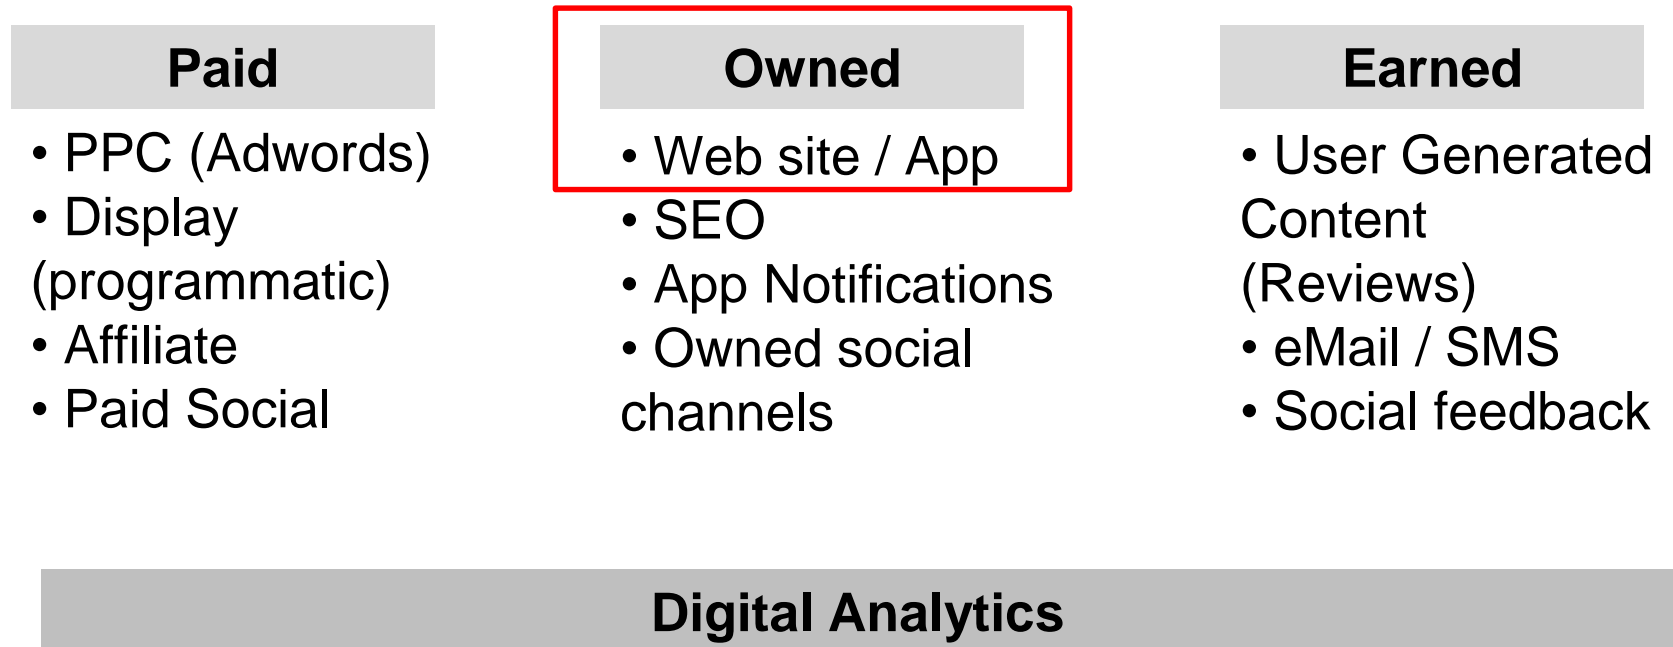 Paid
• PPC (Adwords)
• Display
(programmatic)
• Affiliate
• Paid Social
Owned
• Web site / App
• SEO
• App Notifications
• Owned social
channels
Earned
• User Generated
Content
(Reviews)
• eMail / SMS
• Social feedback
Digital Analytics